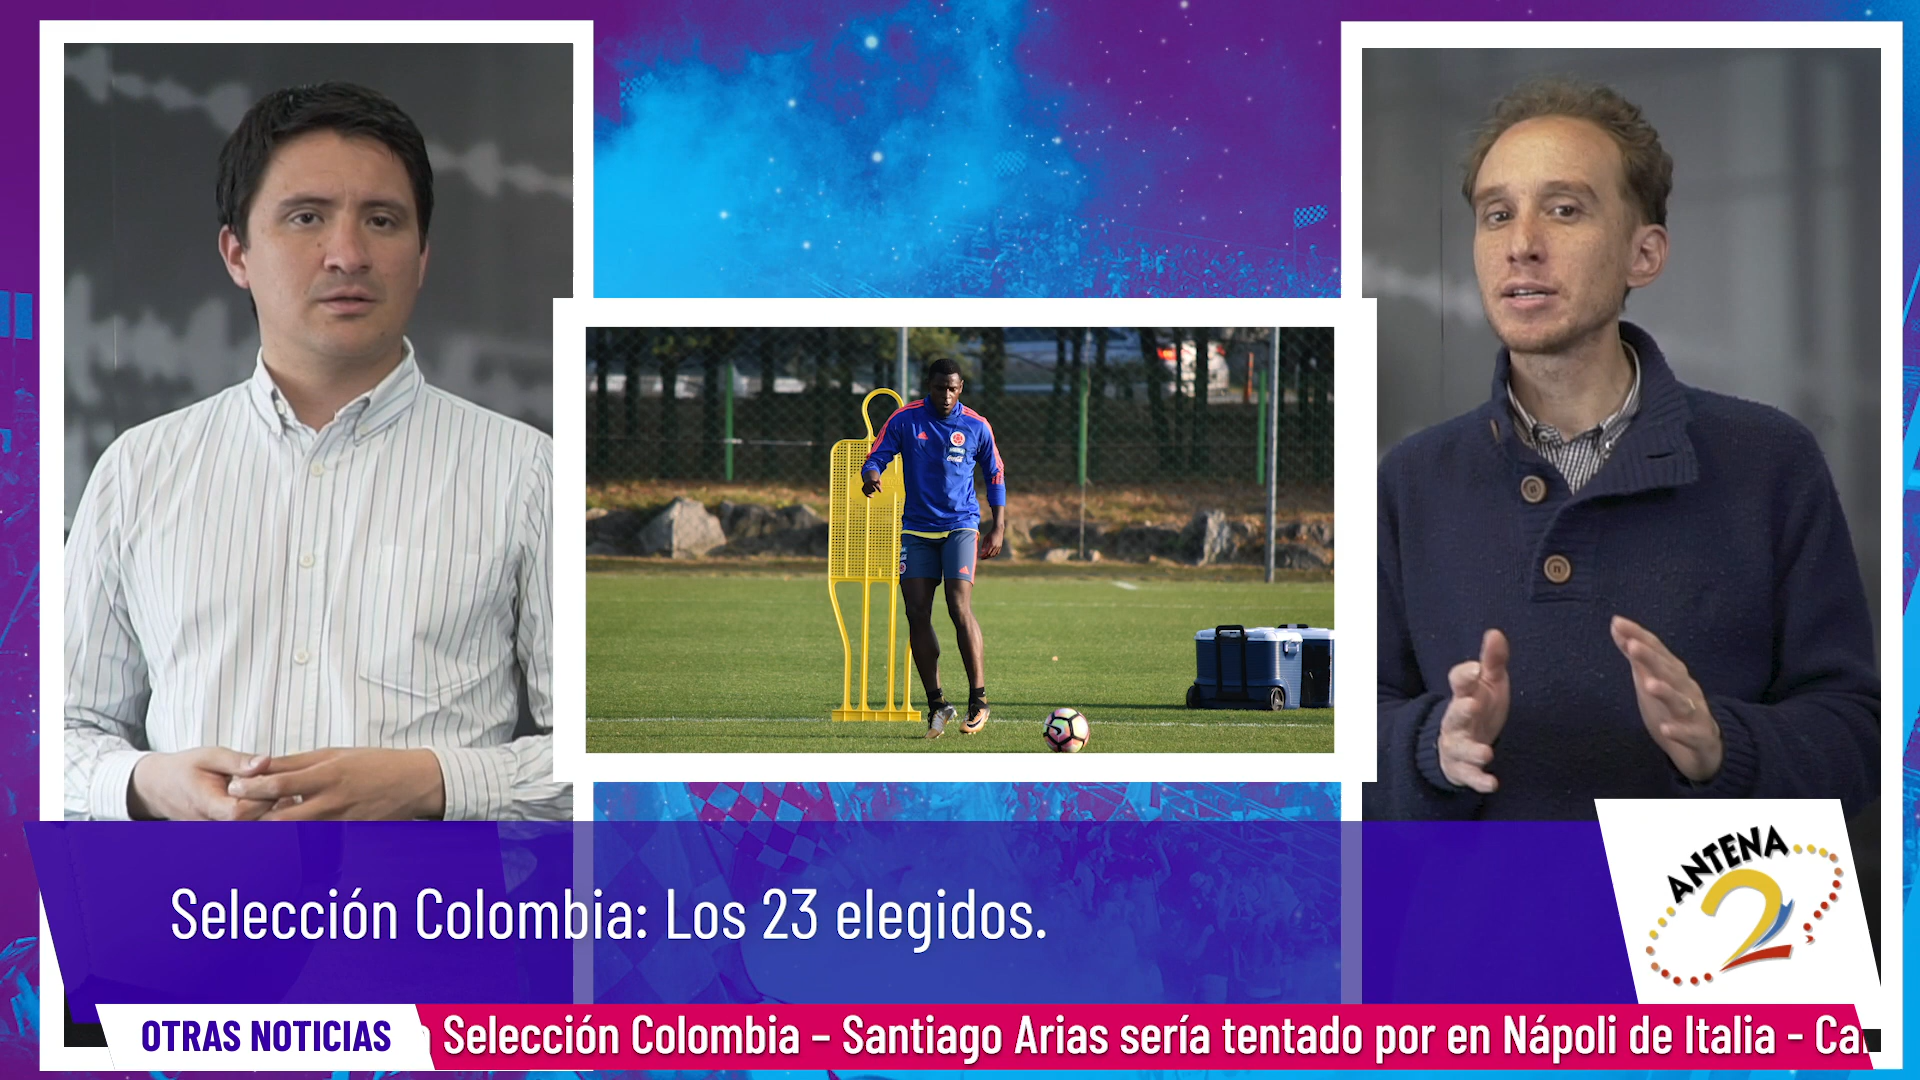 Selección Colombia: Los 23 elegidos.
ANTENA
2
OTRAS NOTICIAS
Selección Colombia – Santiago Arias sería tentado por en Nápoli de Italia - Ca